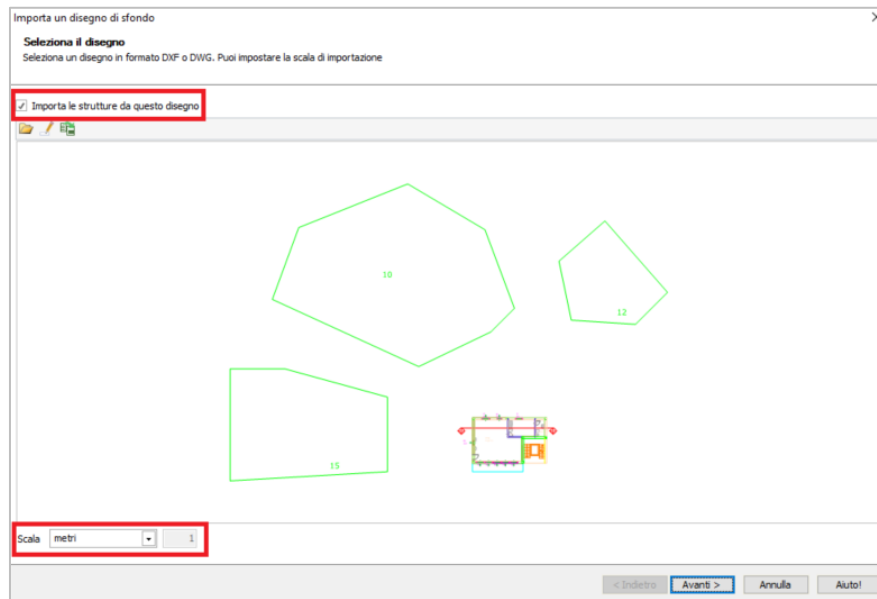 Importa un disegno di sfondo
Seleziona il disegno
Seleziona un disegno in formato DXF o DWG. Puoi impostare la scala di importazione
Importa le strutture da questo disegno
10
12
15
Scala metri 1
< Indietro Avanti > Annulla Aiuto!